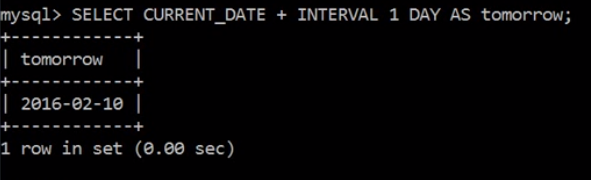 mysql> SELECT CURRENT_DATE + INTERVAL 1 DAY AS tomorrow;
+------------+
| tomorrow   |
+------------+
| 2016-02-10 |
+------------+
1 row in set (0.00 sec)